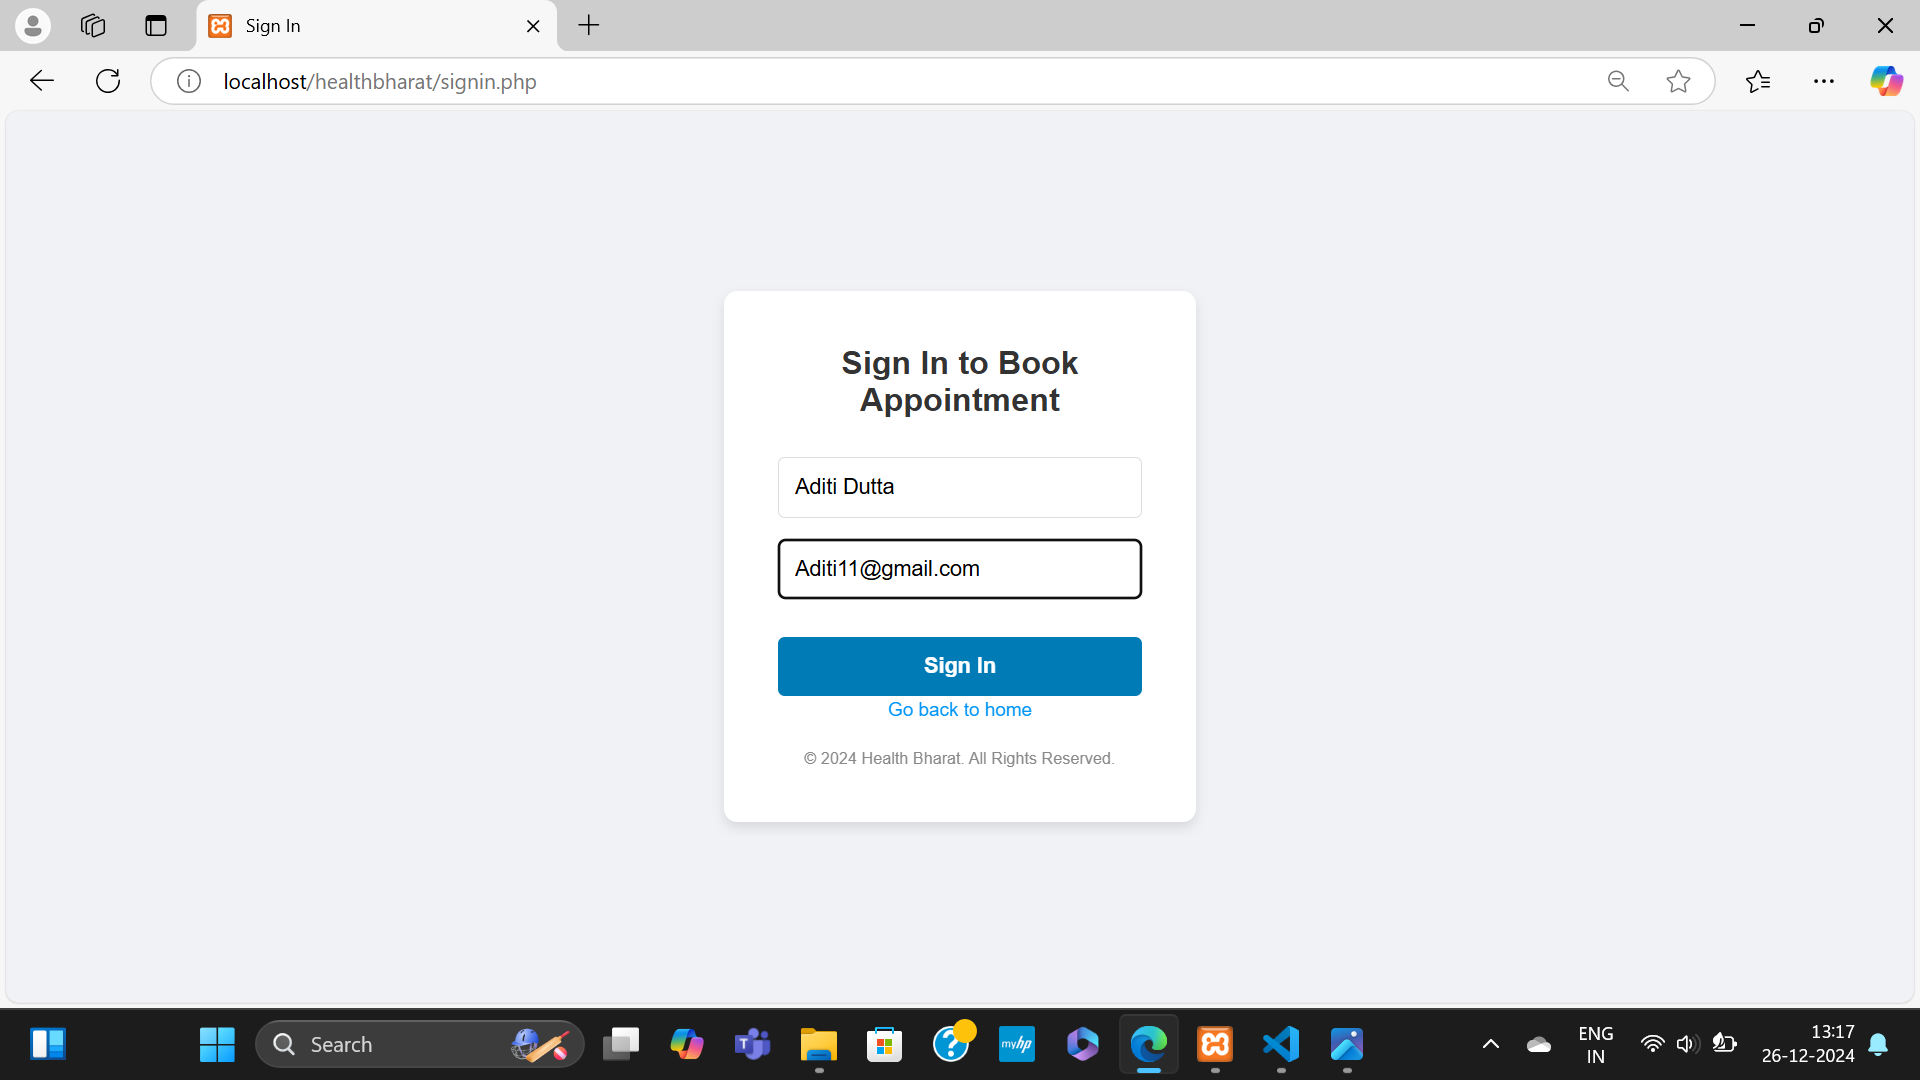 Sign In
localhost/healthbharat/signin.php
Sign In to Book
Appointment
Aditi Dutta
Aditi11@gmail.com
Sign In
Go back to home
© 2024 Health Bharat. All Rights Reserved.
Search
T
?
myhp
ENG
IN
13:17
26-12-2024